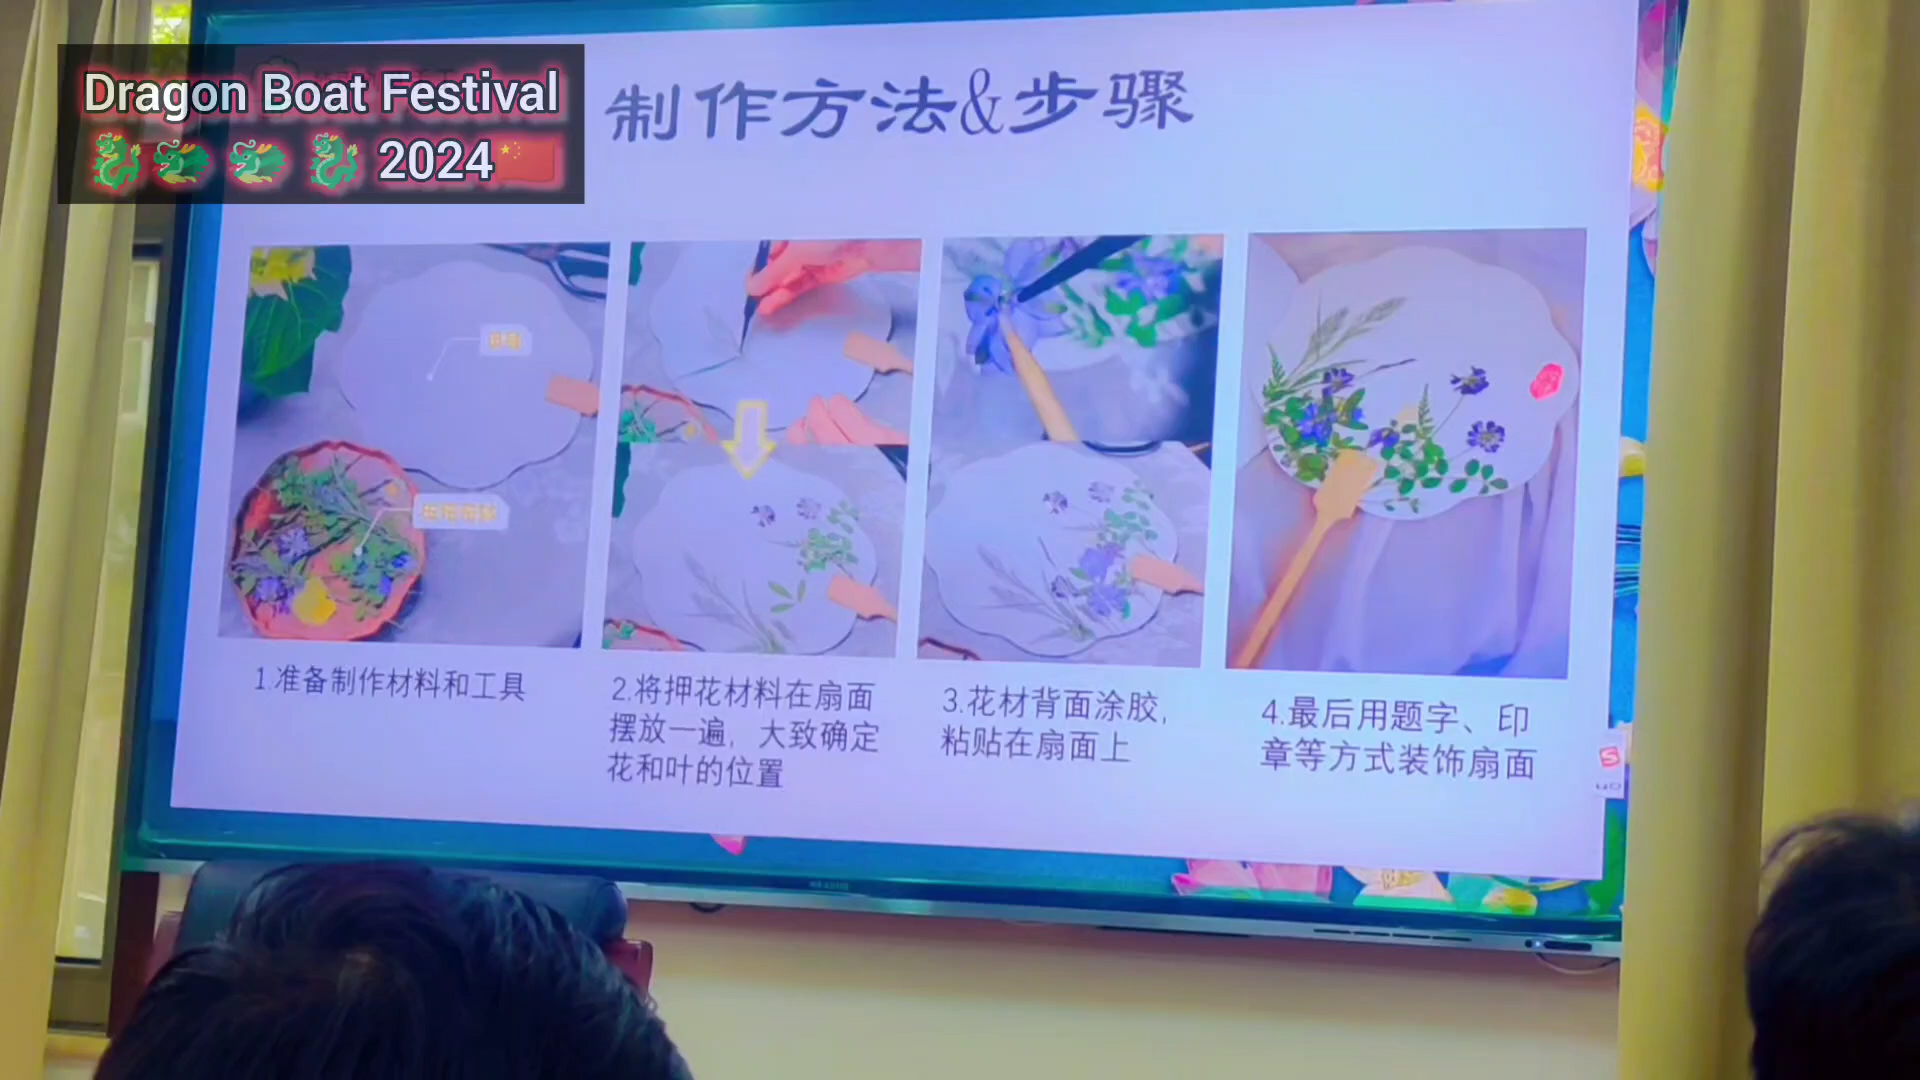 Dragon Boat Festival
🐉🐲🐲🐉 2024🇨🇳
制作方法&步骤
1.准备制作材料和工具
2.将押花材料在扇面
摆放一遍，大致确定
花和叶的位置
3.花材背面涂胶，
粘贴在扇面上
4.最后用题字、印
章等方式装饰扇面